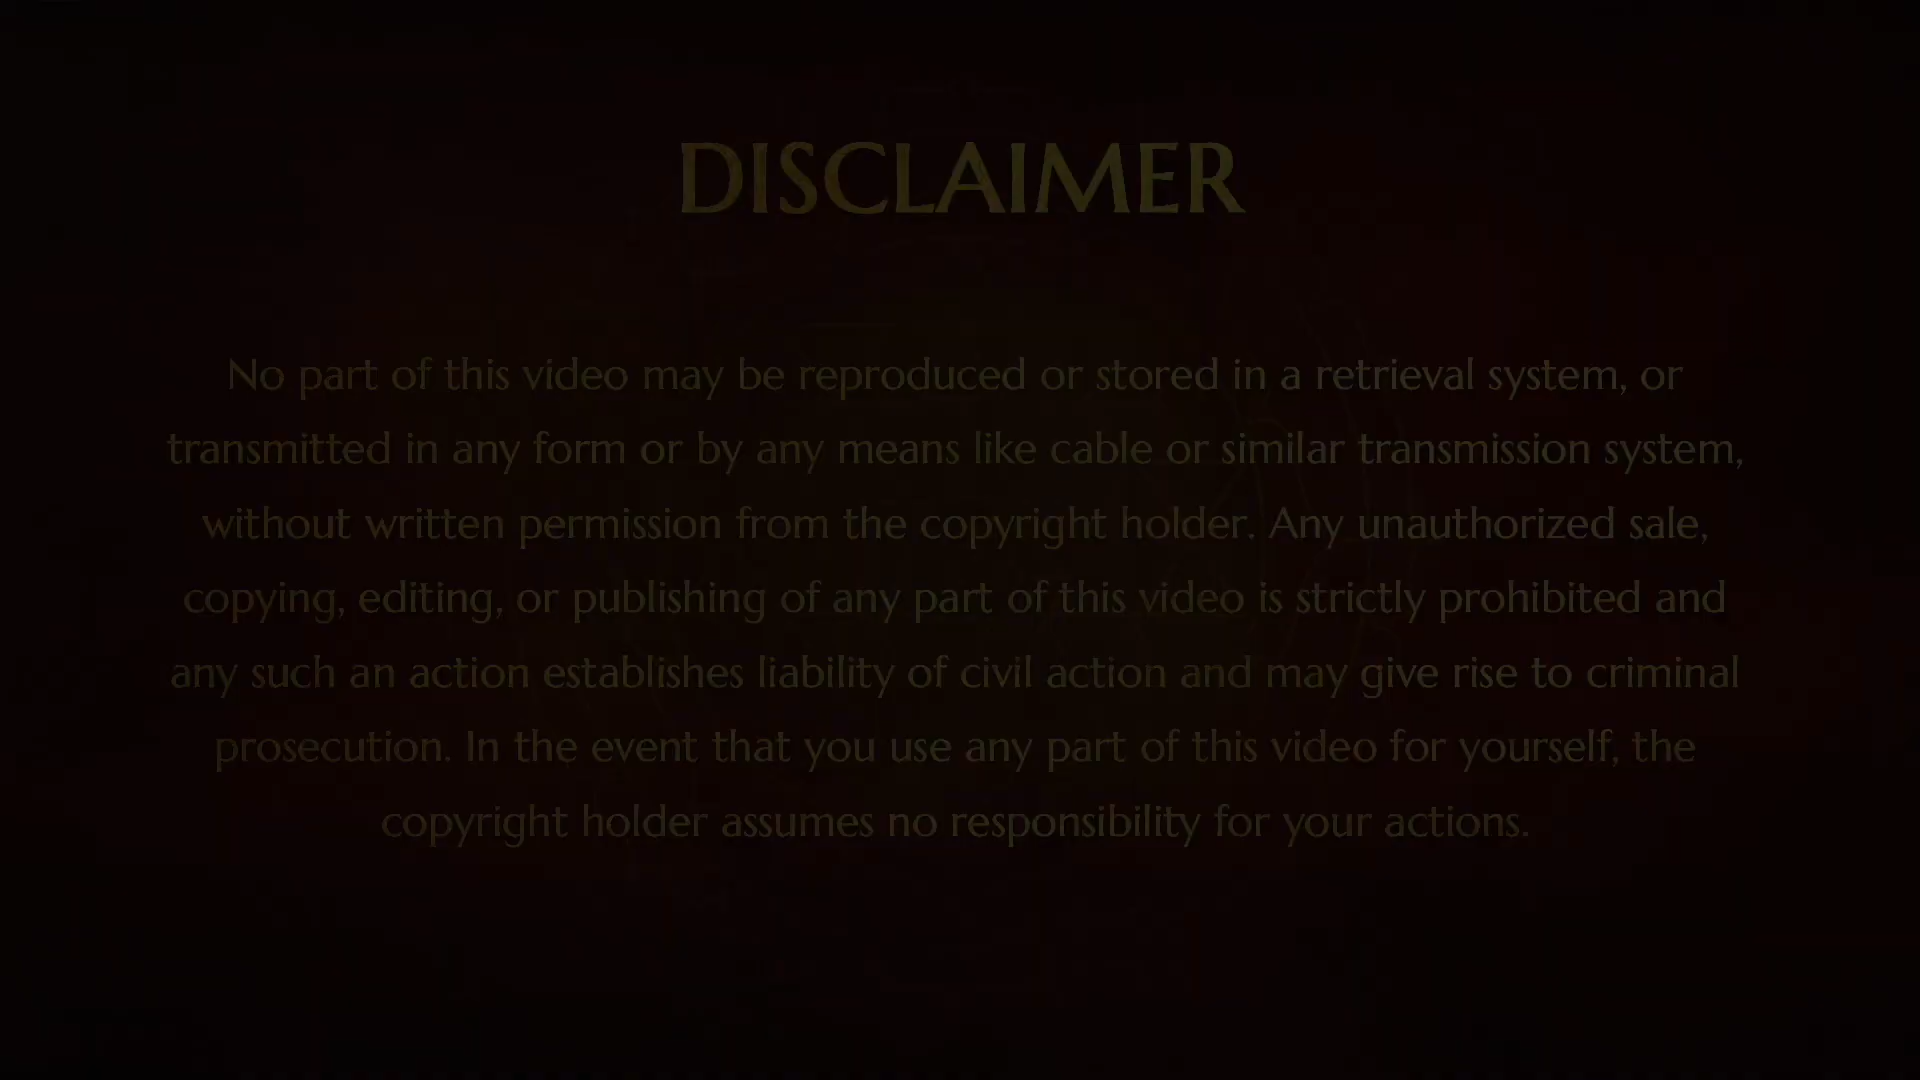 DISCLAIMER
No part of this video may be reproduced or stored in a retrieval system, or
transmitted in any form or by any means like cable or similar transmission system,
without written permission from the copyright holder. Any unauthorized sale,
copying, editing, or publishing of any part of this video is strictly prohibited and
any such an action establishes liability of civil action and may give rise to criminal
prosecution. In the event that you use any part of this video for yourself, the
copyright holder assumes no responsibility for your actions.